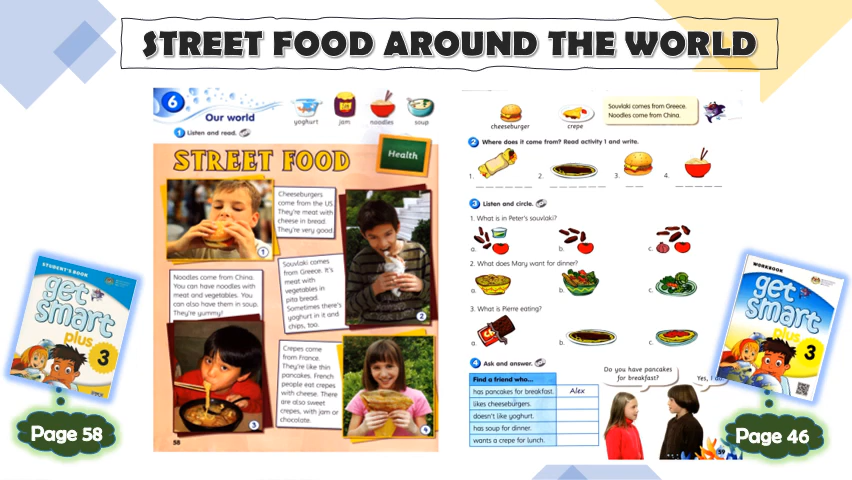 STREET FOOD AROUND THE WORLD
6
Our world
yoghurt
jam
noodles
soup
1 Listen and read.
STREET FOOD
Health
Cheeseburgers
come from the US.
They're meat with
cheese in bread.
They're very good.
1
Souvlaki comes
from Greece. It's
meat with
vegetables in
pita bread.
Sometimes there's
yoghurt in it and
chips, too.
2
Noodles come from China.
You can have noodles with
meat and vegetables. You
can also have them in soup.
They're yummy!
3
Crepes come
from France.
They're like thin
pancakes. French
people eat crepes
with cheese. There
are also sweet
crepes, with jam or
chocolate.
4
58
cheeseburger
crepe
Souvlaki comes from Greece.
Noodles come from China.
2 Where does it come from? Read activity 1 and write.
1.
2.
3.
4.
3 Listen and circle.
1. What is in Peter's souvlaki?
a.
b.
c.
2. What does Mary want for dinner?
a.
b.
c.
3. What is Pierre eating?
a.
b.
c.
4 Ask and answer.
Find a friend who...
has pancakes for breakfast. Alex
likes cheeseburgers.
doesn't like yoghurt.
has soup for dinner.
wants a crepe for lunch.
Do you have pancakes
for breakfast?
Yes, I do.
59
STUDENT'S BOOK
get
smart
plus 3
Page 58
WORKBOOK
get
smart
plus 3
Page 46